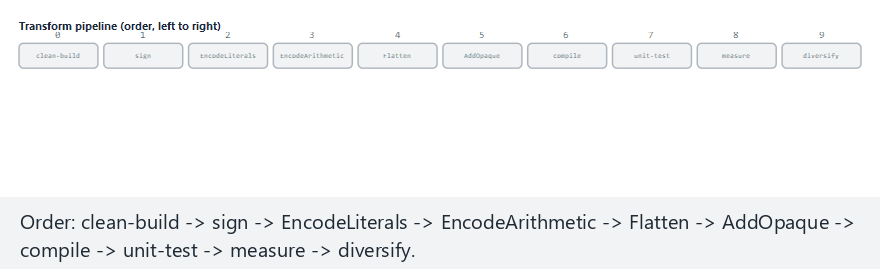 Transform pipeline (order, left to right)
0 1 2 3 4 5 6 7 8 9
clean-build sign EncodeLiterals EncodeArithmetic Flatten AddOpaque compile unit-test measure diversify
Order: clean-build -> sign -> EncodeLiterals -> EncodeArithmetic -> Flatten -> AddOpaque ->
compile -> unit-test -> measure -> diversify.